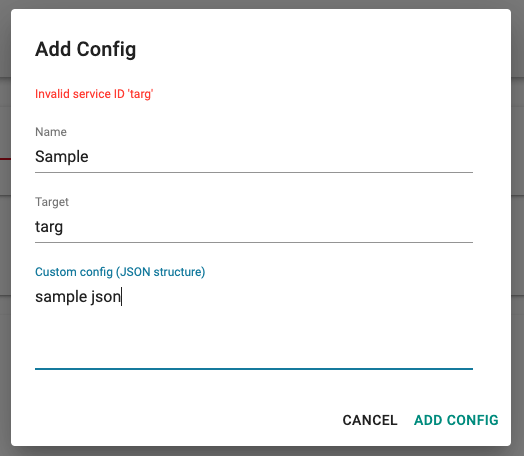 Add Config
Invalid service ID 'targ'
Name
Sample
Target
targ
Custom config (JSON structure)
sample json
CANCEL ADD CONFIG